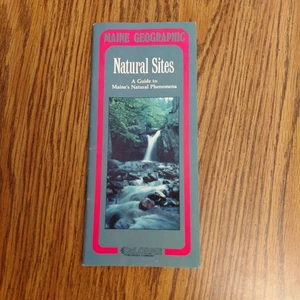 MAINE GEOGRAPHIC
Natural Sites
A Guide to
Maine's Natural Phenomena